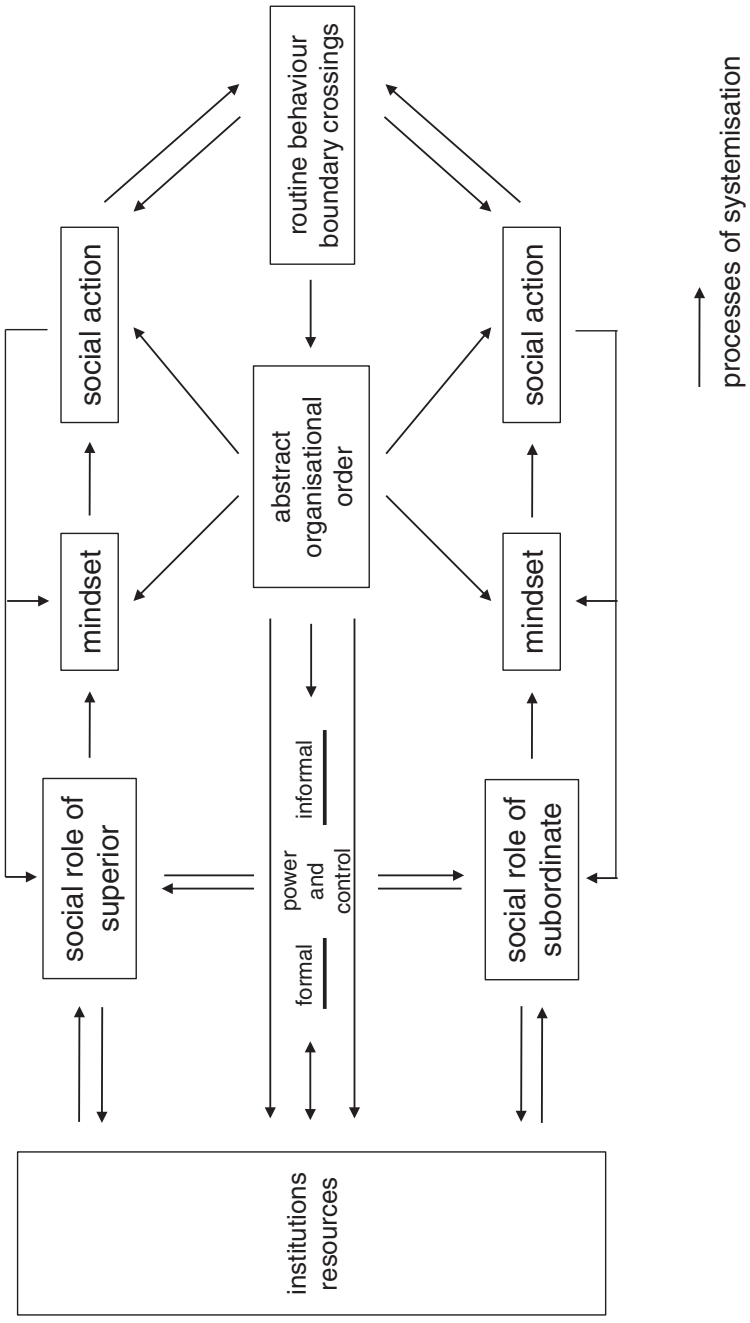 institutions
resources
social role of
superior
mindset
social action
formal
power
and
control
informal
abstract
organisational
order
routine behaviour
boundary crossings
social role of
subordinate
mindset
social action
processes of systemisation